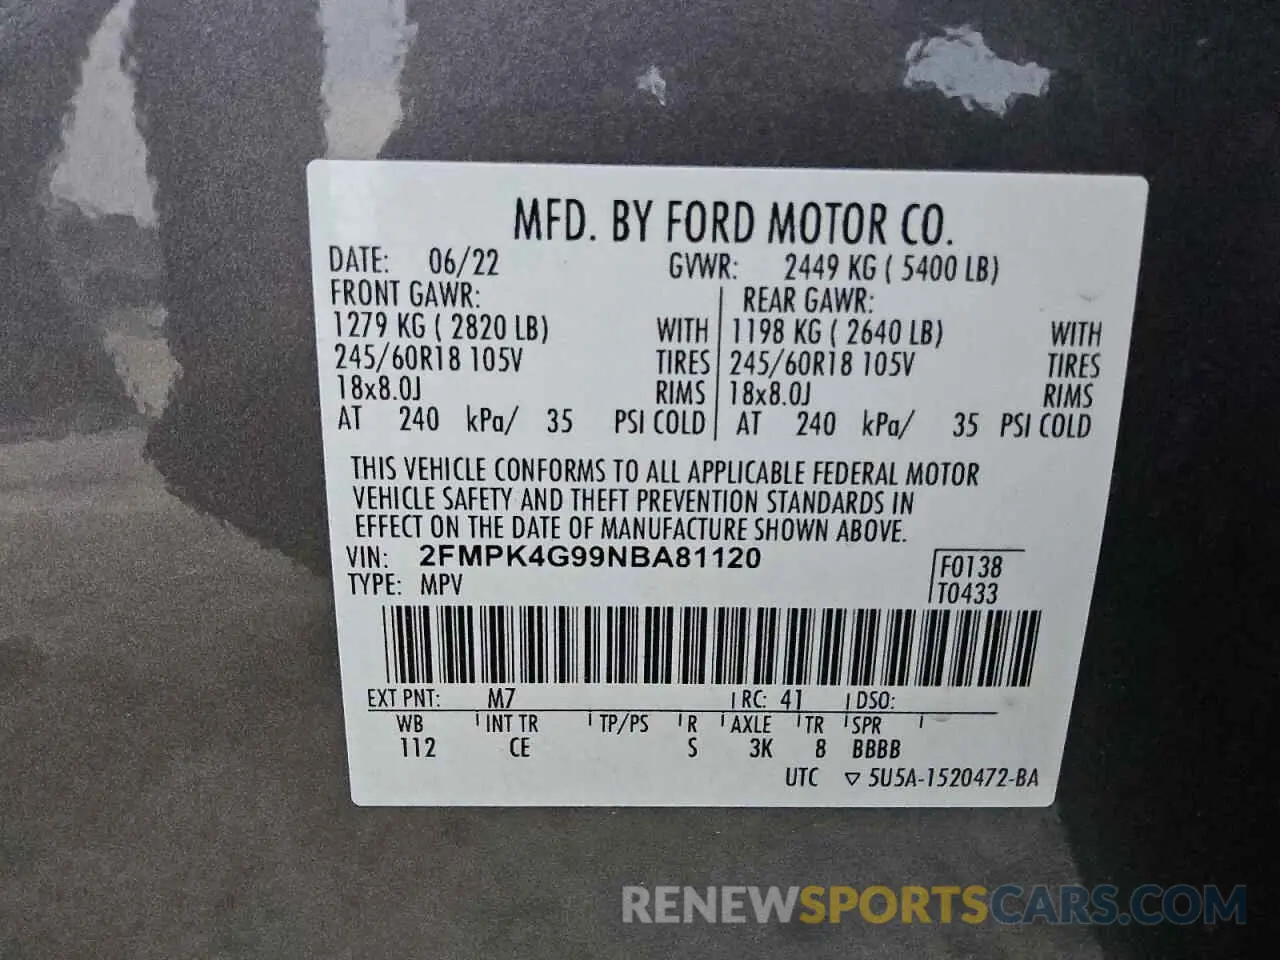 MFD. BY FORD MOTOR CO.
DATE: 06/22 GVWR: 2449 KG ( 5400 LB)
FRONT GAWR: REAR GAWR:
1279 KG ( 2820 LB) WITH 1198 KG ( 2640 LB) WITH
245/60R18 105V TIRES 245/60R18 105V TIRES
18x8.0J RIMS 18x8.0J RIMS
AT 240 kPa/ 35 PSI COLD AT 240 kPa/ 35 PSI COLD
THIS VEHICLE CONFORMS TO ALL APPLICABLE FEDERAL MOTOR
VEHICLE SAFETY AND THEFT PREVENTION STANDARDS IN
EFFECT ON THE DATE OF MANUFACTURE SHOWN ABOVE.
VIN: 2FMPK4G99NBA81120 F0138
TYPE: MPV T0433
EXT PNT: M7 RC: 41 DSO:
WB INT TR TP/PS R AXLE TR SPR
112 CE S 3K 8 BBBB
UTC ▽ 5U5A-1520472-BA
RENEWSPORTSCARS.COM